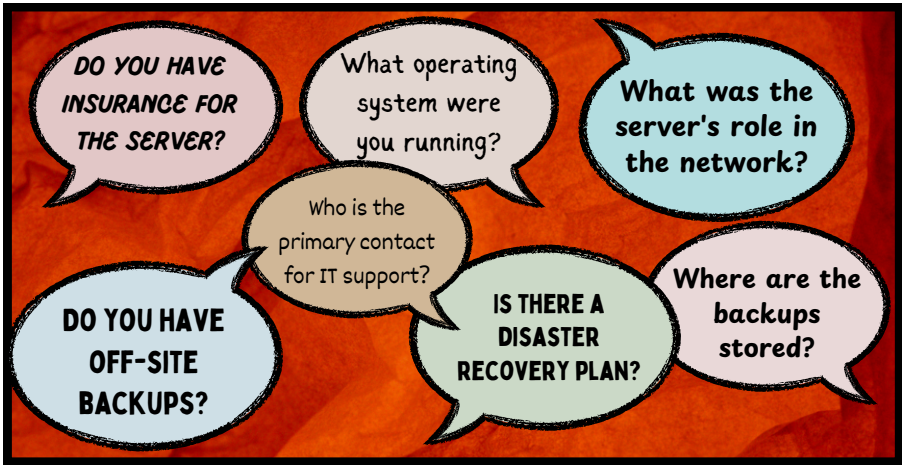 DO YOU HAVE
INSURANCE FOR
THE SERVER?
What operating
system were
you running?
What was the
server's role in
the network?
Who is the
primary contact
for IT support?
DO YOU HAVE
OFF-SITE
BACKUPS?
IS THERE A
DISASTER
RECOVERY PLAN?
Where are the
backups
stored?